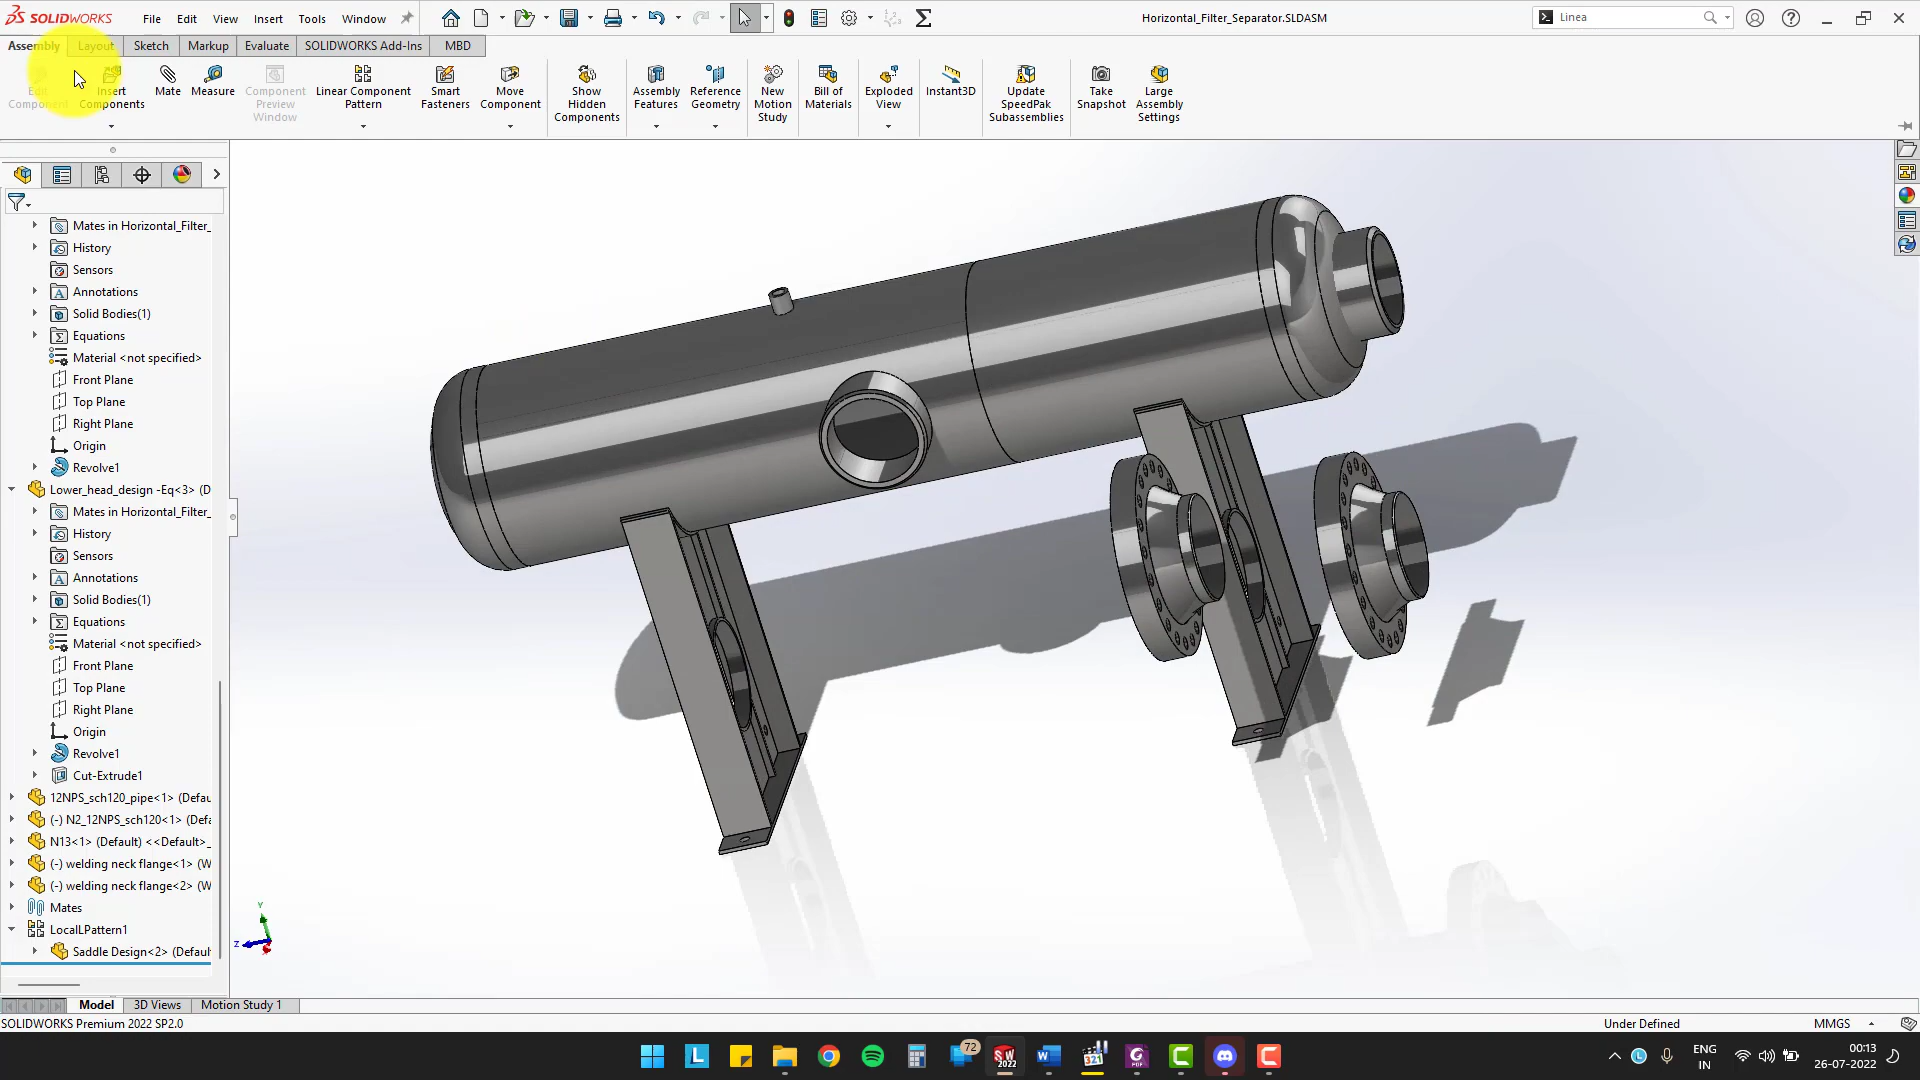 SOLIDWORKS
File
Edit
View
Insert
Tools
Window
Horizontal_Filter_Separator.SLDASM
Linea
Assembly
Layout
Sketch
Markup
Evaluate
SOLIDWORKS Add-Ins
MBD
Edit Component
Insert Components
Mate
Measure
Component Preview Window
Linear Component Pattern
Smart Fasteners
Move Component
Show Hidden Components
Assembly Features
Reference Geometry
New Motion Study
Bill of Materials
Exploded View
Instant3D
Update SpeedPak Subassemblies
Take Snapshot
Large Assembly Settings
Mates in Horizontal_Filter_
History
Sensors
Annotations
Solid Bodies(1)
Equations
Material <not specified>
Front Plane
Top Plane
Right Plane
Origin
Revolve1
Lower_head_design -Eq<3> (D
Mates in Horizontal_Filter_
History
Sensors
Annotations
Solid Bodies(1)
Equations
Material <not specified>
Front Plane
Top Plane
Right Plane
Origin
Revolve1
Cut-Extrude1
12NPS_sch120_pipe<1> (Defau
(-) N2_12NPS_sch120<1> (Defa
N13<1> (Default) <<Default>_
(-) welding neck flange<1> (W
(-) welding neck flange<2> (W
Mates
LocalLPattern1
Saddle Design<2> (Defaul
Y
Z
Model
3D Views
Motion Study 1
SOLIDWORKS Premium 2022 SP2.0
Under Defined
MMGS
72
ENG
IN
00:13
26-07-2022